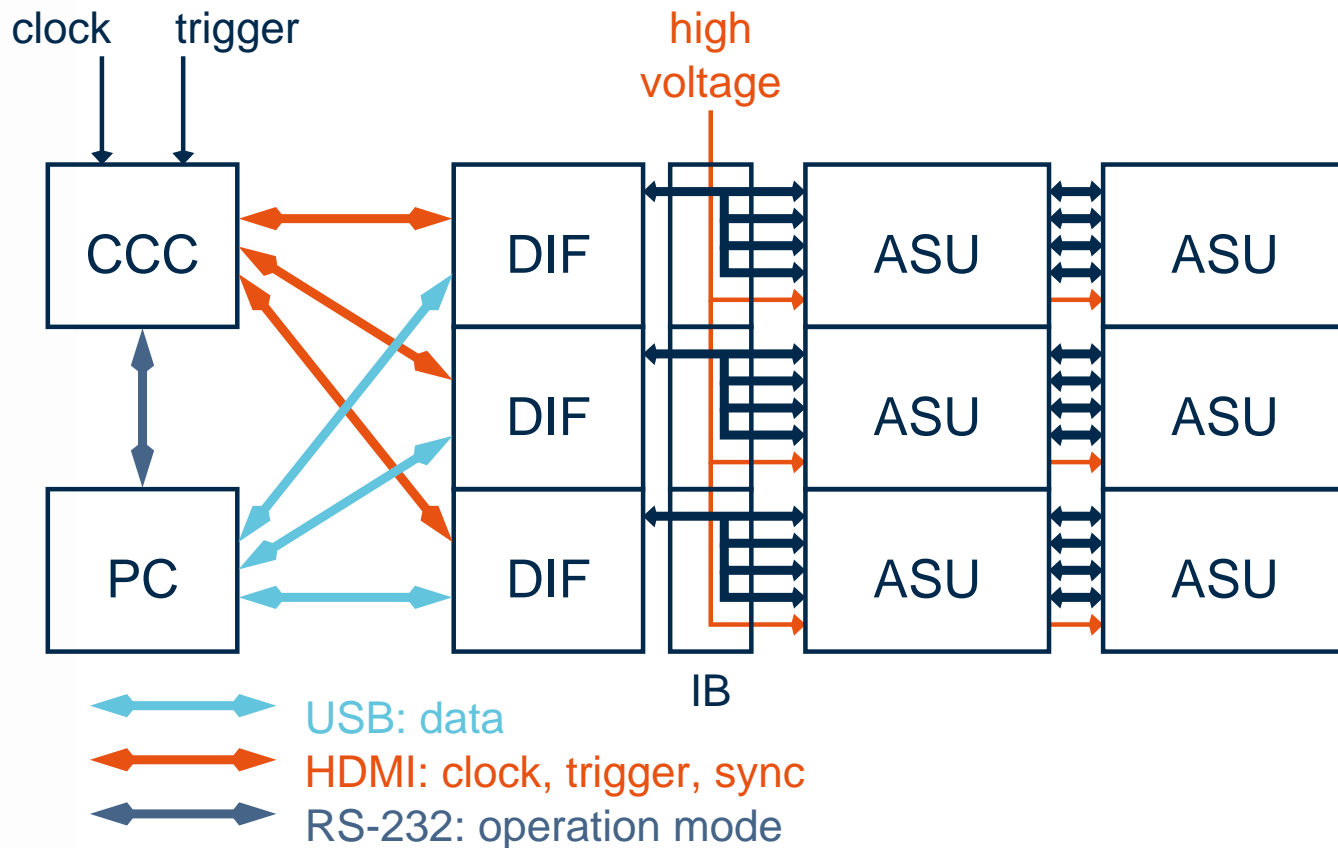 clock trigger
high
voltage
CCC DIF ASU ASU
DIF ASU ASU
PC DIF ASU ASU
IB
USB: data
HDMI: clock, trigger, sync
RS-232: operation mode